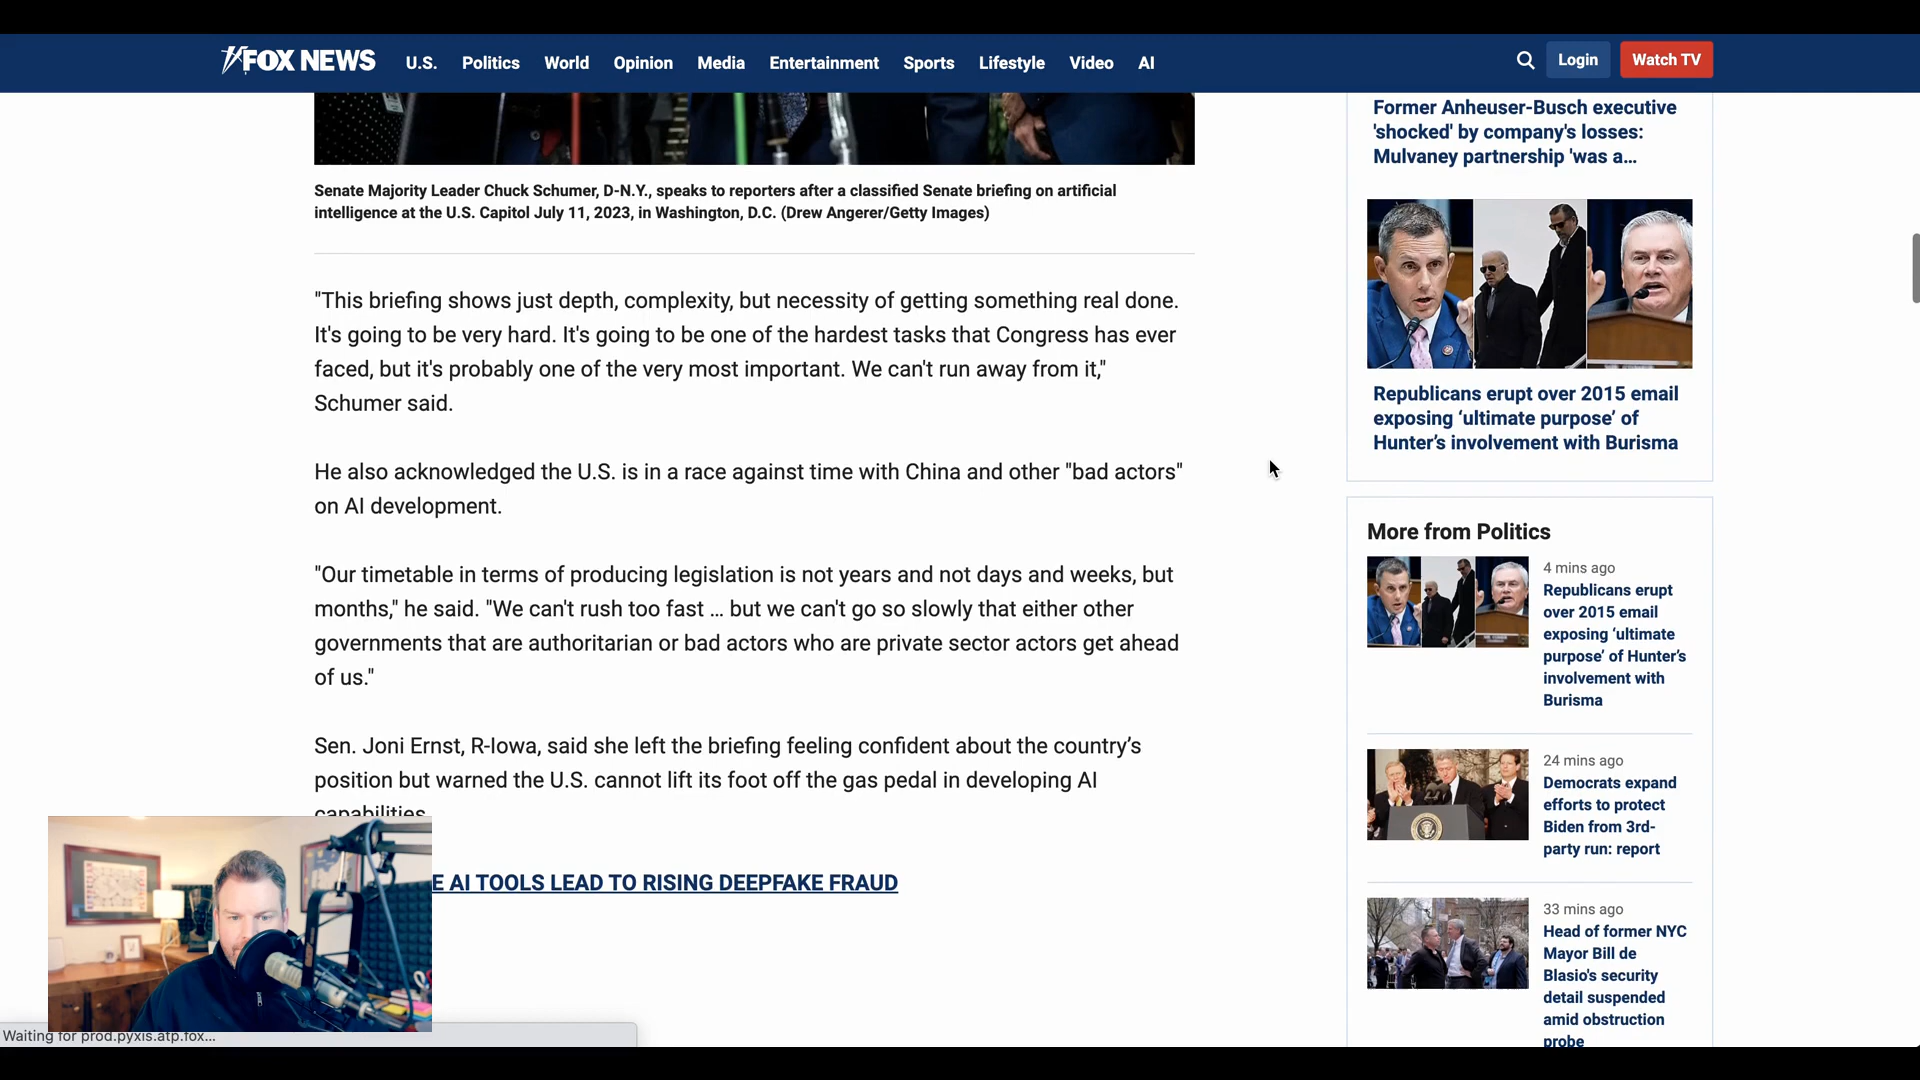 FOX NEWS
U.S. Politics World Opinion Media Entertainment Sports Lifestyle Video AI
Login
Watch TV
Senate Majority Leader Chuck Schumer, D-N.Y., speaks to reporters after a classified Senate briefing on artificial
intelligence at the U.S. Capitol July 11, 2023, in Washington, D.C. (Drew Angerer/Getty Images)
"This briefing shows just depth, complexity, but necessity of getting something real done.
It's going to be very hard. It's going to be one of the hardest tasks that Congress has ever
faced, but it's probably one of the very most important. We can't run away from it,"
Schumer said.
He also acknowledged the U.S. is in a race against time with China and other "bad actors"
on AI development.
"Our timetable in terms of producing legislation is not years and not days and weeks, but
months," he said. "We can't rush too fast … but we can't go so slowly that either other
governments that are authoritarian or bad actors who are private sector actors get ahead
of us."
Sen. Joni Ernst, R-Iowa, said she left the briefing feeling confident about the country’s
position but warned the U.S. cannot lift its foot off the gas pedal in developing AI
capabilities.
E AI TOOLS LEAD TO RISING DEEPFAKE FRAUD
Former Anheuser-Busch executive
'shocked' by company's losses:
Mulvaney partnership 'was a...
Republicans erupt over 2015 email
exposing ‘ultimate purpose’ of
Hunter’s involvement with Burisma
More from Politics
4 mins ago
Republicans erupt
over 2015 email
exposing ‘ultimate
purpose’ of Hunter’s
involvement with
Burisma
24 mins ago
Democrats expand
efforts to protect
Biden from 3rd-
party run: report
33 mins ago
Head of former NYC
Mayor Bill de
Blasio's security
detail suspended
amid obstruction
probe
Waiting for prod.pyxis.atp.fox...